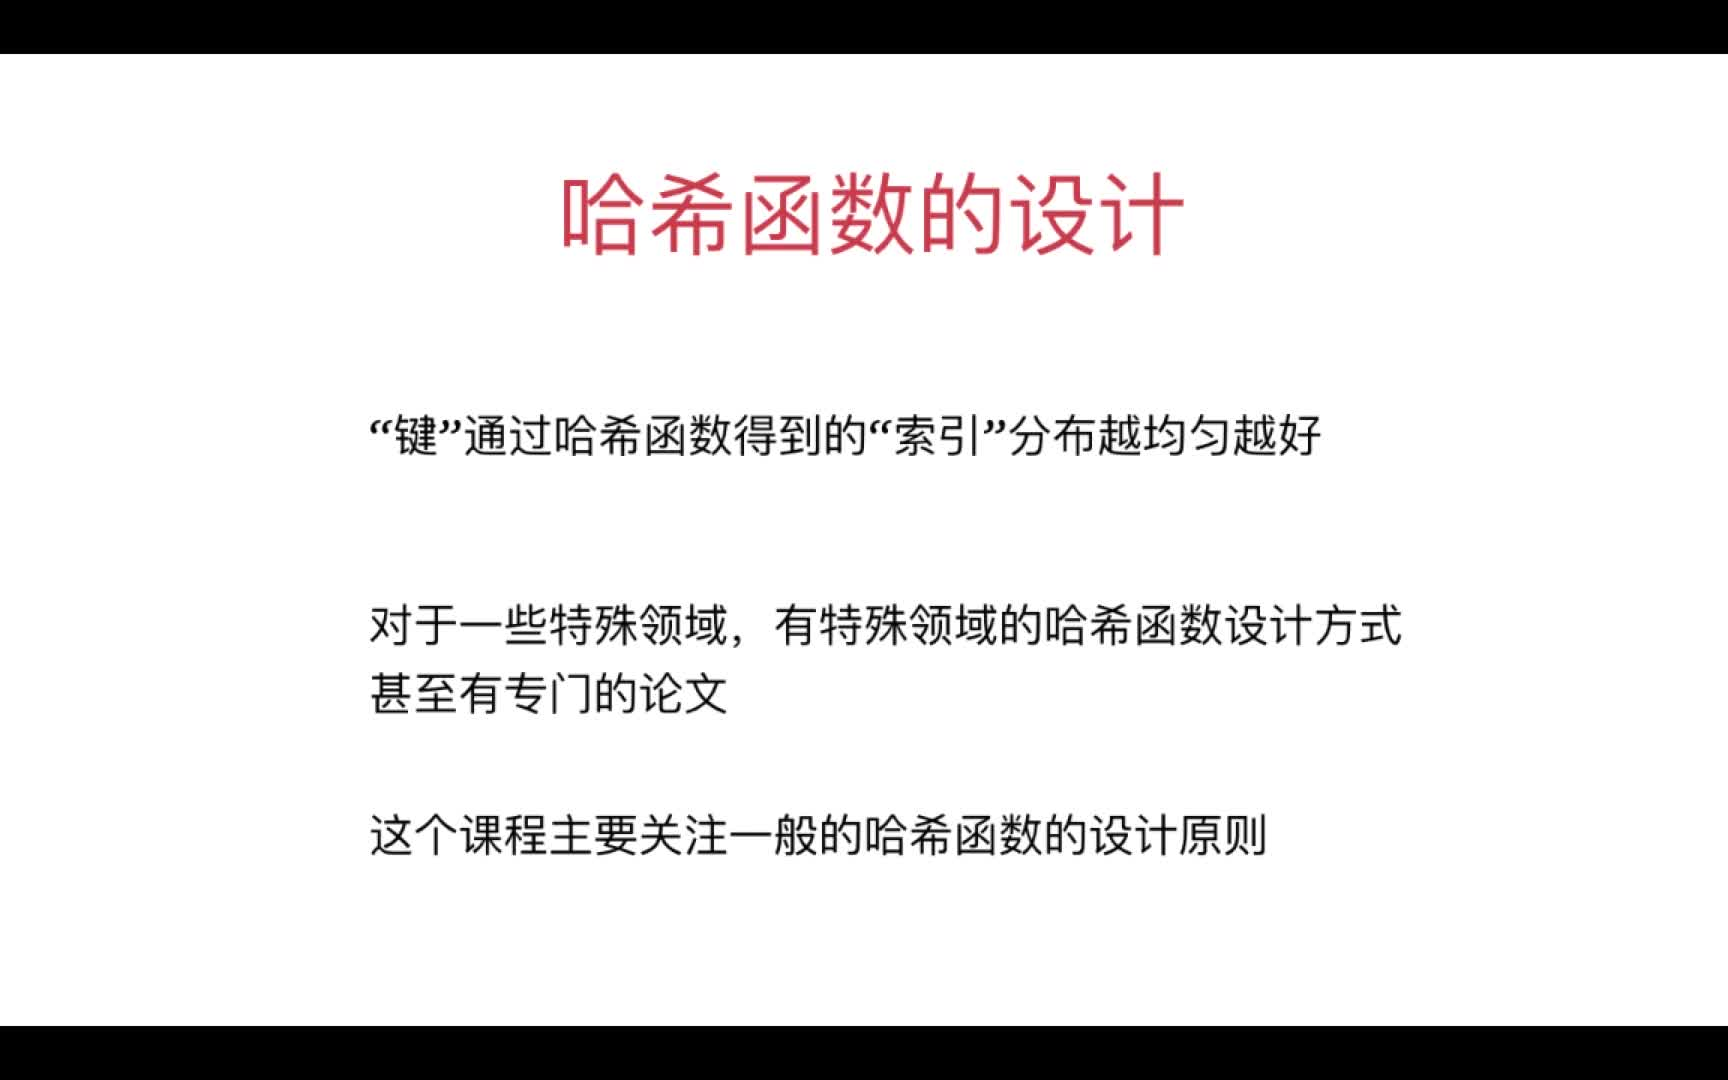 哈希函数的设计
“键”通过哈希函数得到的“索引”分布越均匀越好
对于一些特殊领域，有特殊领域的哈希函数设计方式
甚至有专门的论文
这个课程主要关注一般的哈希函数的设计原则